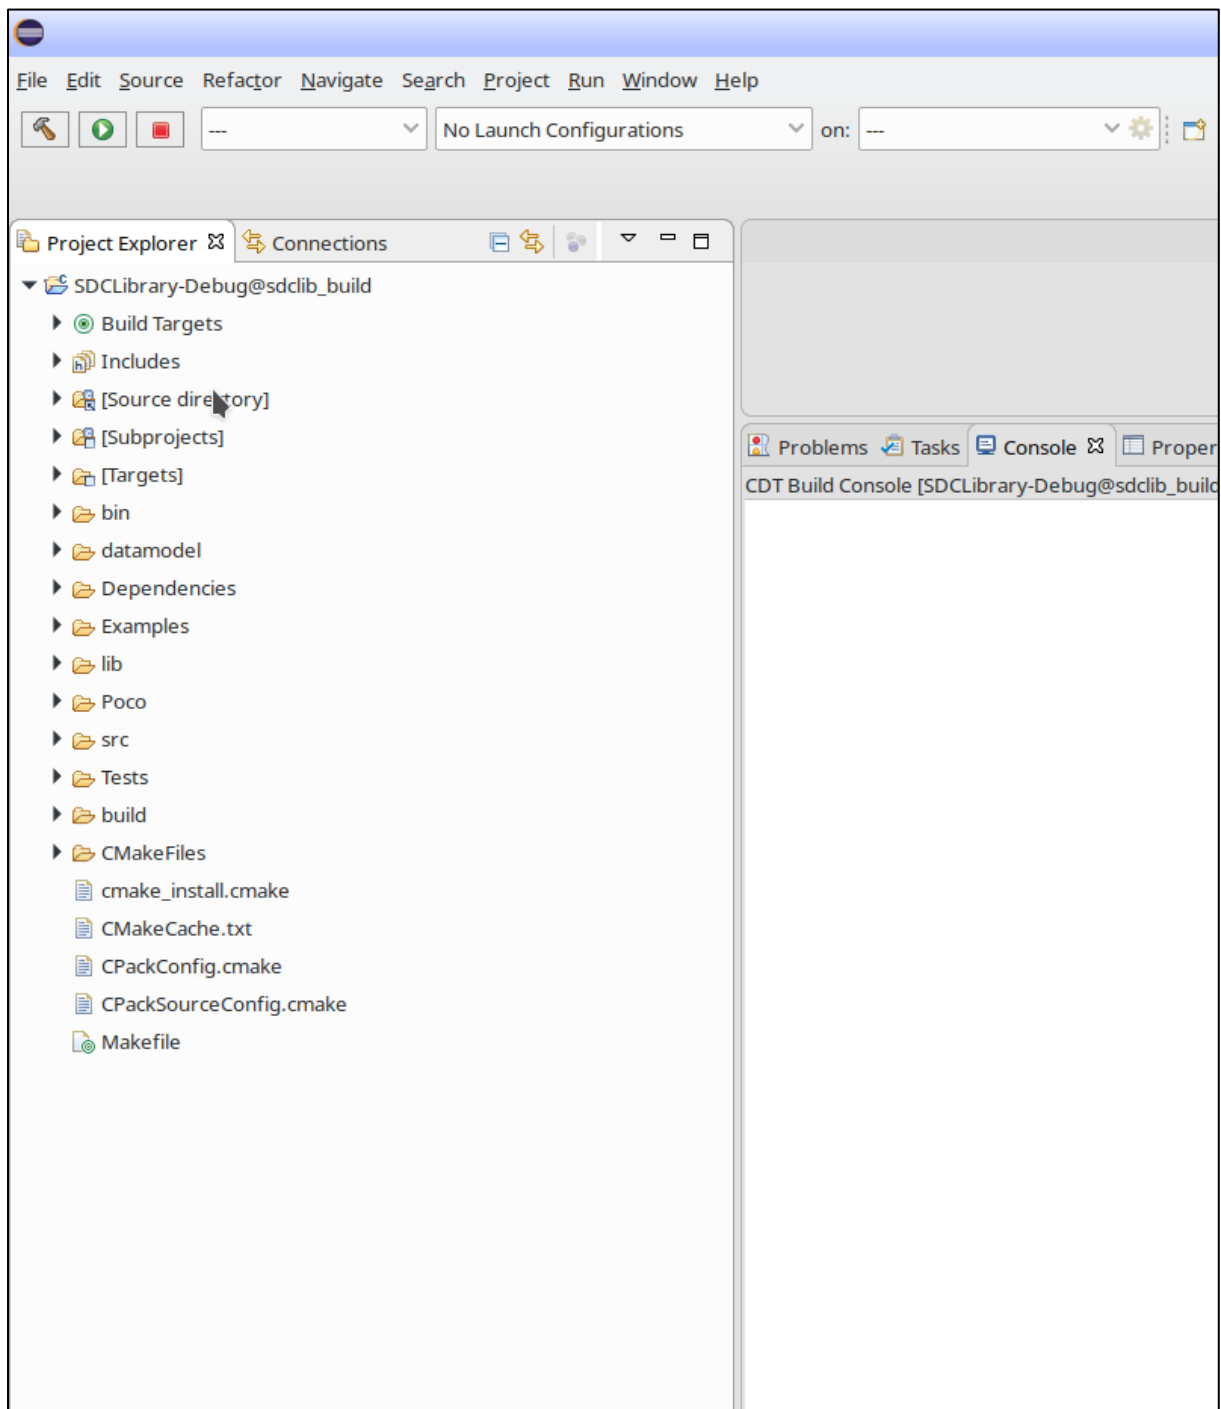 File Edit Source Refactor Navigate Search Project Run Window Help
--- No Launch Configurations on: ---
Project Explorer Connections
SDCLibrary-Debug@sdclib_build
Build Targets
Includes
[Source directory]
[Subprojects]
[Targets]
bin
datamodel
Dependencies
Examples
lib
Poco
src
Tests
build
CMakeFiles
cmake_install.cmake
CMakeCache.txt
CPackConfig.cmake
CPackSourceConfig.cmake
Makefile
Problems Tasks Console Proper
CDT Build Console [SDCLibrary-Debug@sdclib_build